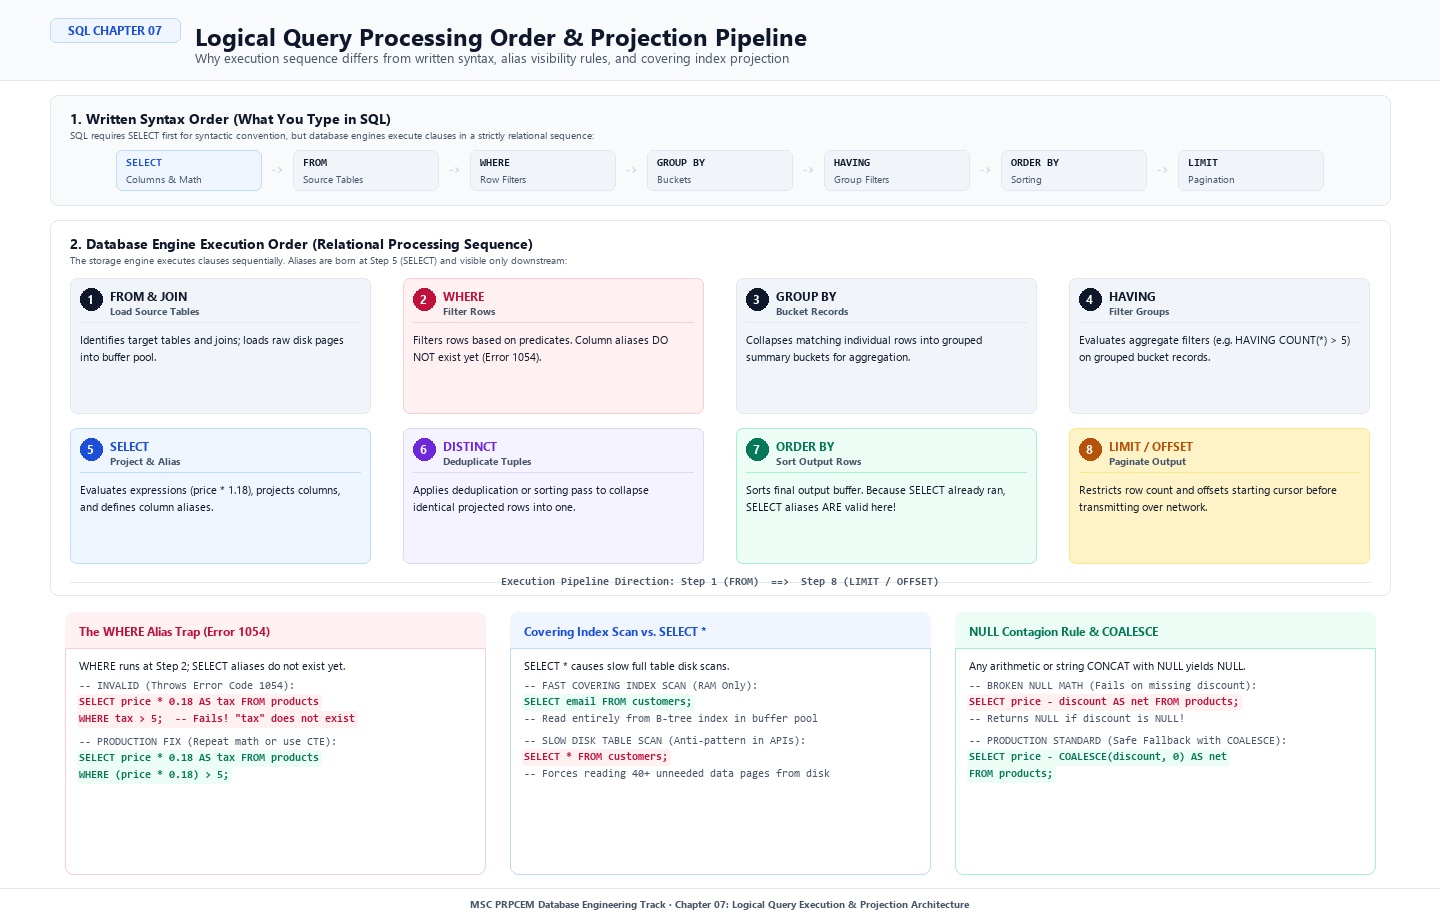 SQL CHAPTER 07
Logical Query Processing Order & Projection Pipeline
Why execution sequence differs from written syntax, alias visibility rules, and covering index projection
1. Written Syntax Order (What You Type in SQL)
SQL requires SELECT first for syntactic convention, but database engines execute clauses in a strictly relational sequence:
SELECT
Columns & Math
->
FROM
Source Tables
->
WHERE
Row Filters
->
GROUP BY
Buckets
->
HAVING
Group Filters
->
ORDER BY
Sorting
->
LIMIT
Pagination
2. Database Engine Execution Order (Relational Processing Sequence)
The storage engine executes clauses sequentially. Aliases are born at Step 5 (SELECT) and visible only downstream:
1 FROM & JOIN
Load Source Tables
Identifies target tables and joins; loads raw disk pages
into buffer pool.
2 WHERE
Filter Rows
Filters rows based on predicates. Column aliases DO
NOT exist yet (Error 1054).
3 GROUP BY
Bucket Records
Collapses matching individual rows into grouped
summary buckets for aggregation.
4 HAVING
Filter Groups
Evaluates aggregate filters (e.g. HAVING COUNT(*) > 5)
on grouped bucket records.
5 SELECT
Project & Alias
Evaluates expressions (price * 1.18), projects columns,
and defines column aliases.
6 DISTINCT
Deduplicate Tuples
Applies deduplication or sorting pass to collapse
identical projected rows into one.
7 ORDER BY
Sort Output Rows
Sorts final output buffer. Because SELECT already ran,
SELECT aliases ARE valid here!
8 LIMIT / OFFSET
Paginate Output
Restricts row count and offsets starting cursor before
transmitting over network.
Execution Pipeline Direction: Step 1 (FROM) ==> Step 8 (LIMIT / OFFSET)
The WHERE Alias Trap (Error 1054)
WHERE runs at Step 2; SELECT aliases do not exist yet.
-- INVALID (Throws Error Code 1054):
SELECT price * 0.18 AS tax FROM products
WHERE tax > 5; -- Fails! "tax" does not exist
-- PRODUCTION FIX (Repeat math or use CTE):
SELECT price * 0.18 AS tax FROM products
WHERE (price * 0.18) > 5;
Covering Index Scan vs. SELECT *
SELECT * causes slow full table disk scans.
-- FAST COVERING INDEX SCAN (RAM Only):
SELECT email FROM customers;
-- Read entirely from B-tree index in buffer pool
-- SLOW DISK TABLE SCAN (Anti-pattern in APIs):
SELECT * FROM customers;
-- Forces reading 40+ unneeded data pages from disk
NULL Contagion Rule & COALESCE
Any arithmetic or string CONCAT with NULL yields NULL.
-- BROKEN NULL MATH (Fails on missing discount):
SELECT price - discount AS net FROM products;
-- Returns NULL if discount is NULL!
-- PRODUCTION STANDARD (Safe Fallback with COALESCE):
SELECT price - COALESCE(discount, 0) AS net
FROM products;
MSC PRPCEM Database Engineering Track · Chapter 07: Logical Query Execution & Projection Architecture